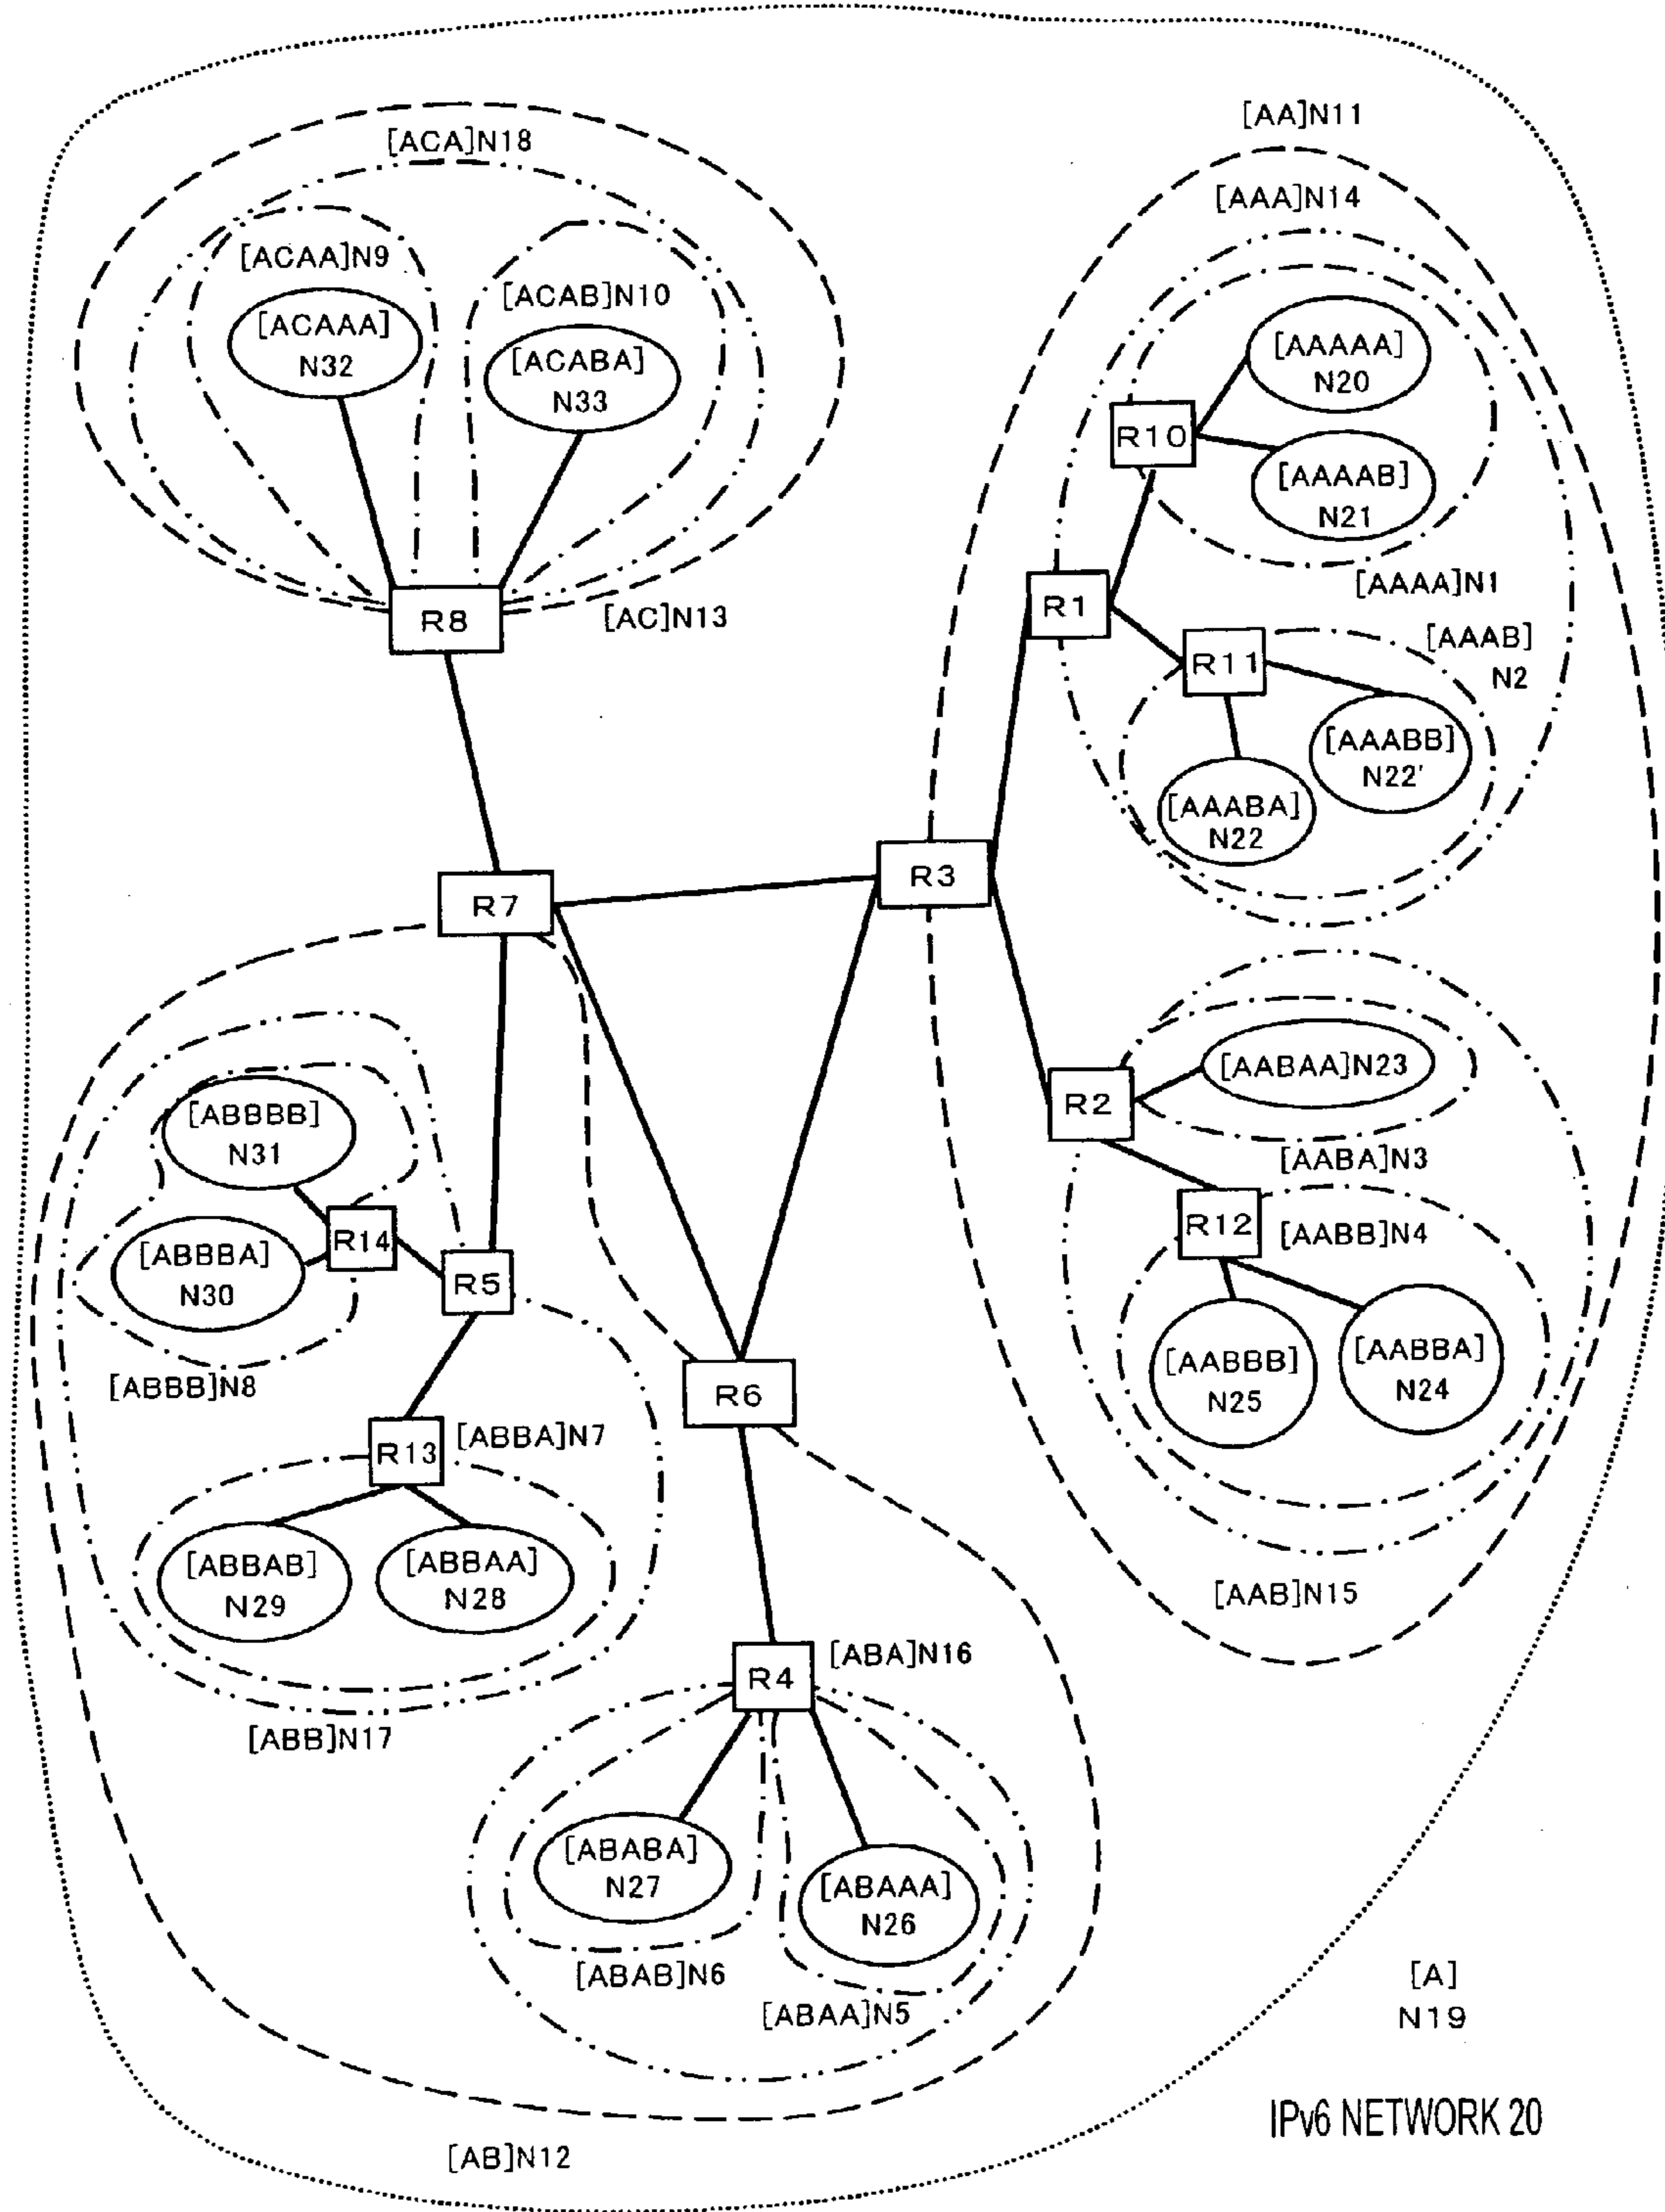 [AA]N11
[ACA]N18
[AAA]N14
[ACAA]N9
[ACAB]N10
[ACAAA]
N32
[ACABA]
N33
[AAAAA]
N20
R10
[AAAAB]
N21
[AAAA]N1
R1
R8
[AC]N13
[AAAB]
N2
R11
[AAABB]
N22'
[AAABA]
N22
R3
R7
[AABAA]N23
R2
[ABBBB]
N31
[AABA]N3
R12
[AABB]N4
R14
[ABBBA]
N30
R5
[AABBB]
N25
[AABBA]
N24
[ABBB]N8
R6
R13
[ABBA]N7
[ABBAB]
N29
[ABBAA]
N28
[AAB]N15
R4
[ABA]N16
[ABB]N17
[ABABA]
N27
[ABAAA]
N26
[ABAB]N6
[ABAA]N5
[A]
N19
IPv6 NETWORK 20
[AB]N12